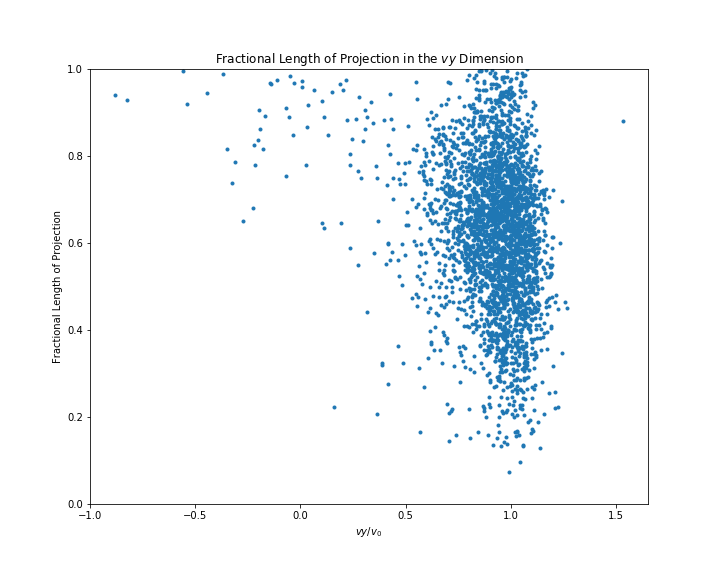 Fractional Length of Projection in the vy Dimension
1.0
0.8
0.6
0.4
0.2
0.0
Fractional Length of Projection
−1.0 −0.5 0.0 0.5 1.0 1.5
vy/v₀